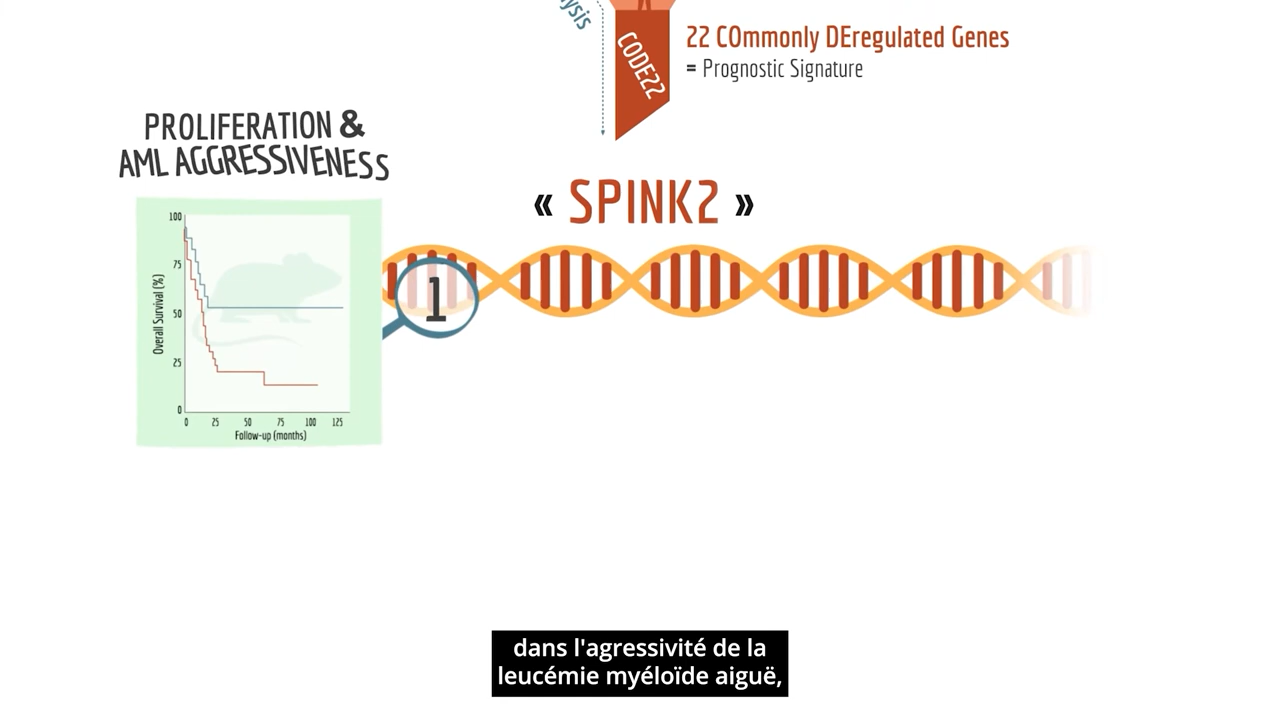 CODE22
22 COmmonly DEregulated Genes
= Prognostic Signature
PROLIFERATION &
AML AGGRESSIVENESS
« SPINK2 »
1
100
75
50
25
0
Overall Survival (%)
0 25 50 75 100 125
Follow-up (months)
dans l'agressivité de la
leucémie myéloïde aiguë,